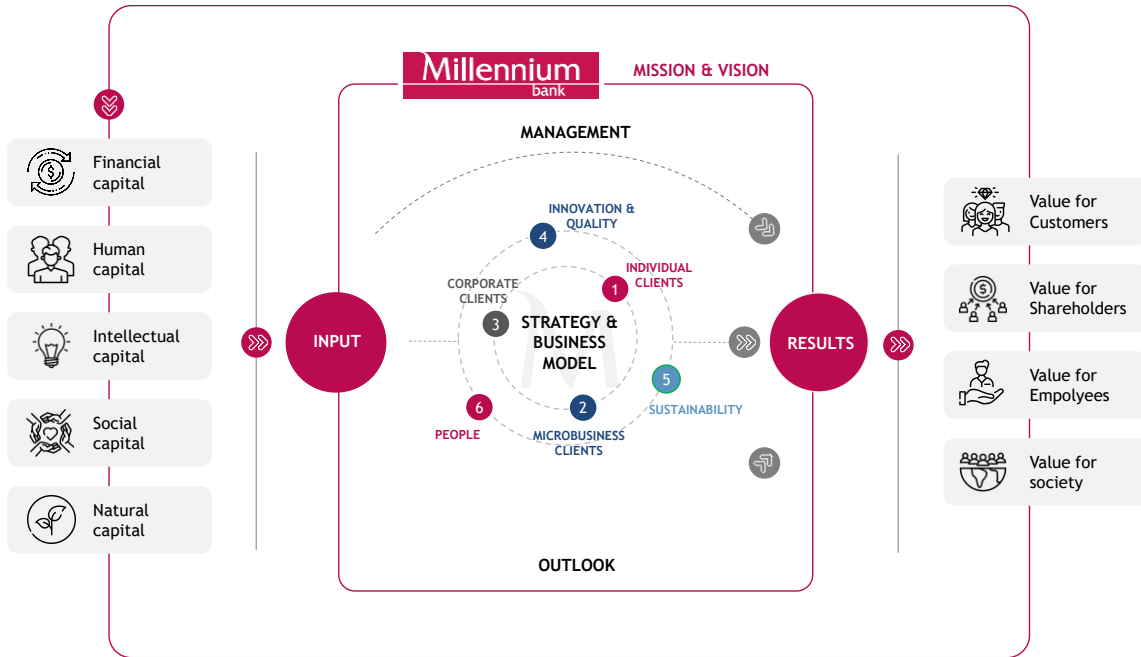 Millennium
bank
MISSION & VISION
MANAGEMENT
Financial
capital
Human
capital
Intellectual
capital
Social
capital
Natural
capital
INPUT
INNOVATION &
QUALITY
4
INDIVIDUAL
CLIENTS
1
CORPORATE
CLIENTS
3
STRATEGY &
BUSINESS
MODEL
5
SUSTAINABILITY
6
PEOPLE
2
MICROBUSINESS
CLIENTS
OUTLOOK
RESULTS
Value for
Customers
Value for
Shareholders
Value for
Empolyees
Value for
society